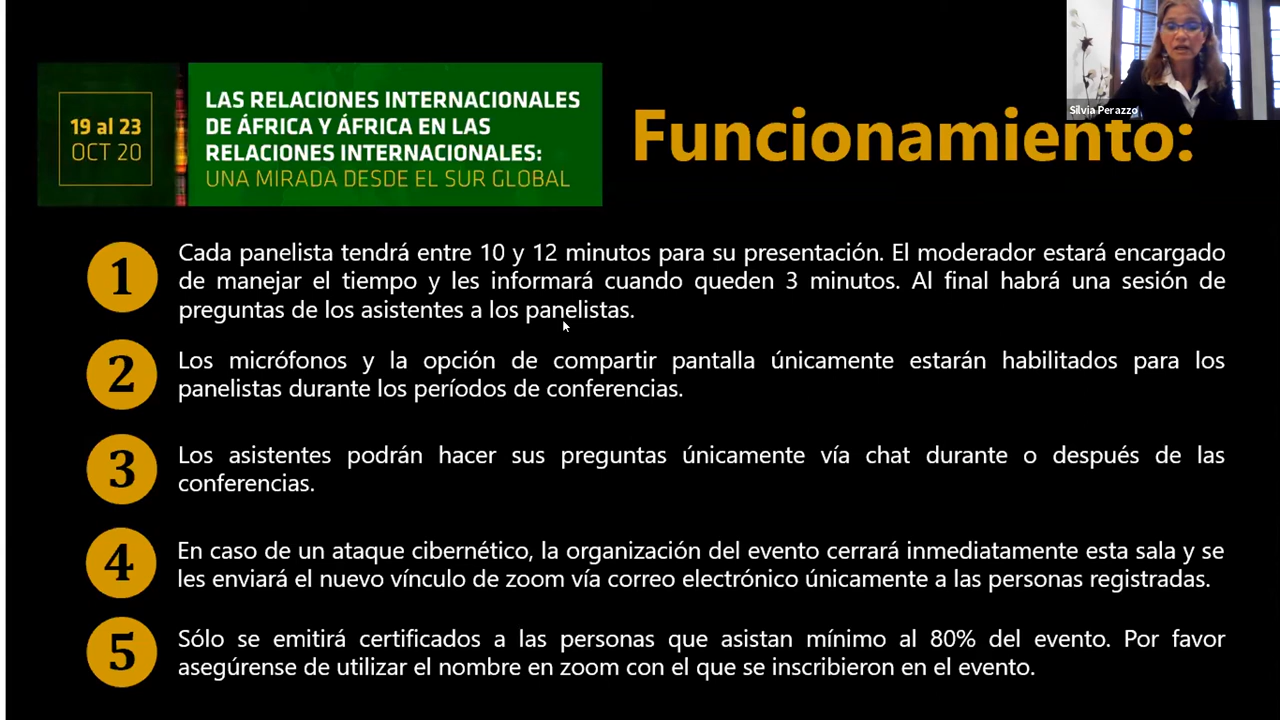 Silvia Perazzo
19 al 23
OCT 20
LAS RELACIONES INTERNACIONALES
DE ÁFRICA Y ÁFRICA EN LAS
RELACIONES INTERNACIONALES:
UNA MIRADA DESDE EL SUR GLOBAL
Funcionamiento:
1
Cada panelista tendrá entre 10 y 12 minutos para su presentación. El moderador estará encargado
de manejar el tiempo y les informará cuando queden 3 minutos. Al final habrá una sesión de
preguntas de los asistentes a los panelistas.
2
Los micrófonos y la opción de compartir pantalla únicamente estarán habilitados para los
panelistas durante los períodos de conferencias.
3
Los asistentes podrán hacer sus preguntas únicamente vía chat durante o después de las
conferencias.
4
En caso de un ataque cibernético, la organización del evento cerrará inmediatamente esta sala y se
les enviará el nuevo vínculo de zoom vía correo electrónico únicamente a las personas registradas.
5
Sólo se emitirá certificados a las personas que asistan mínimo al 80% del evento. Por favor
asegúrense de utilizar el nombre en zoom con el que se inscribieron en el evento.